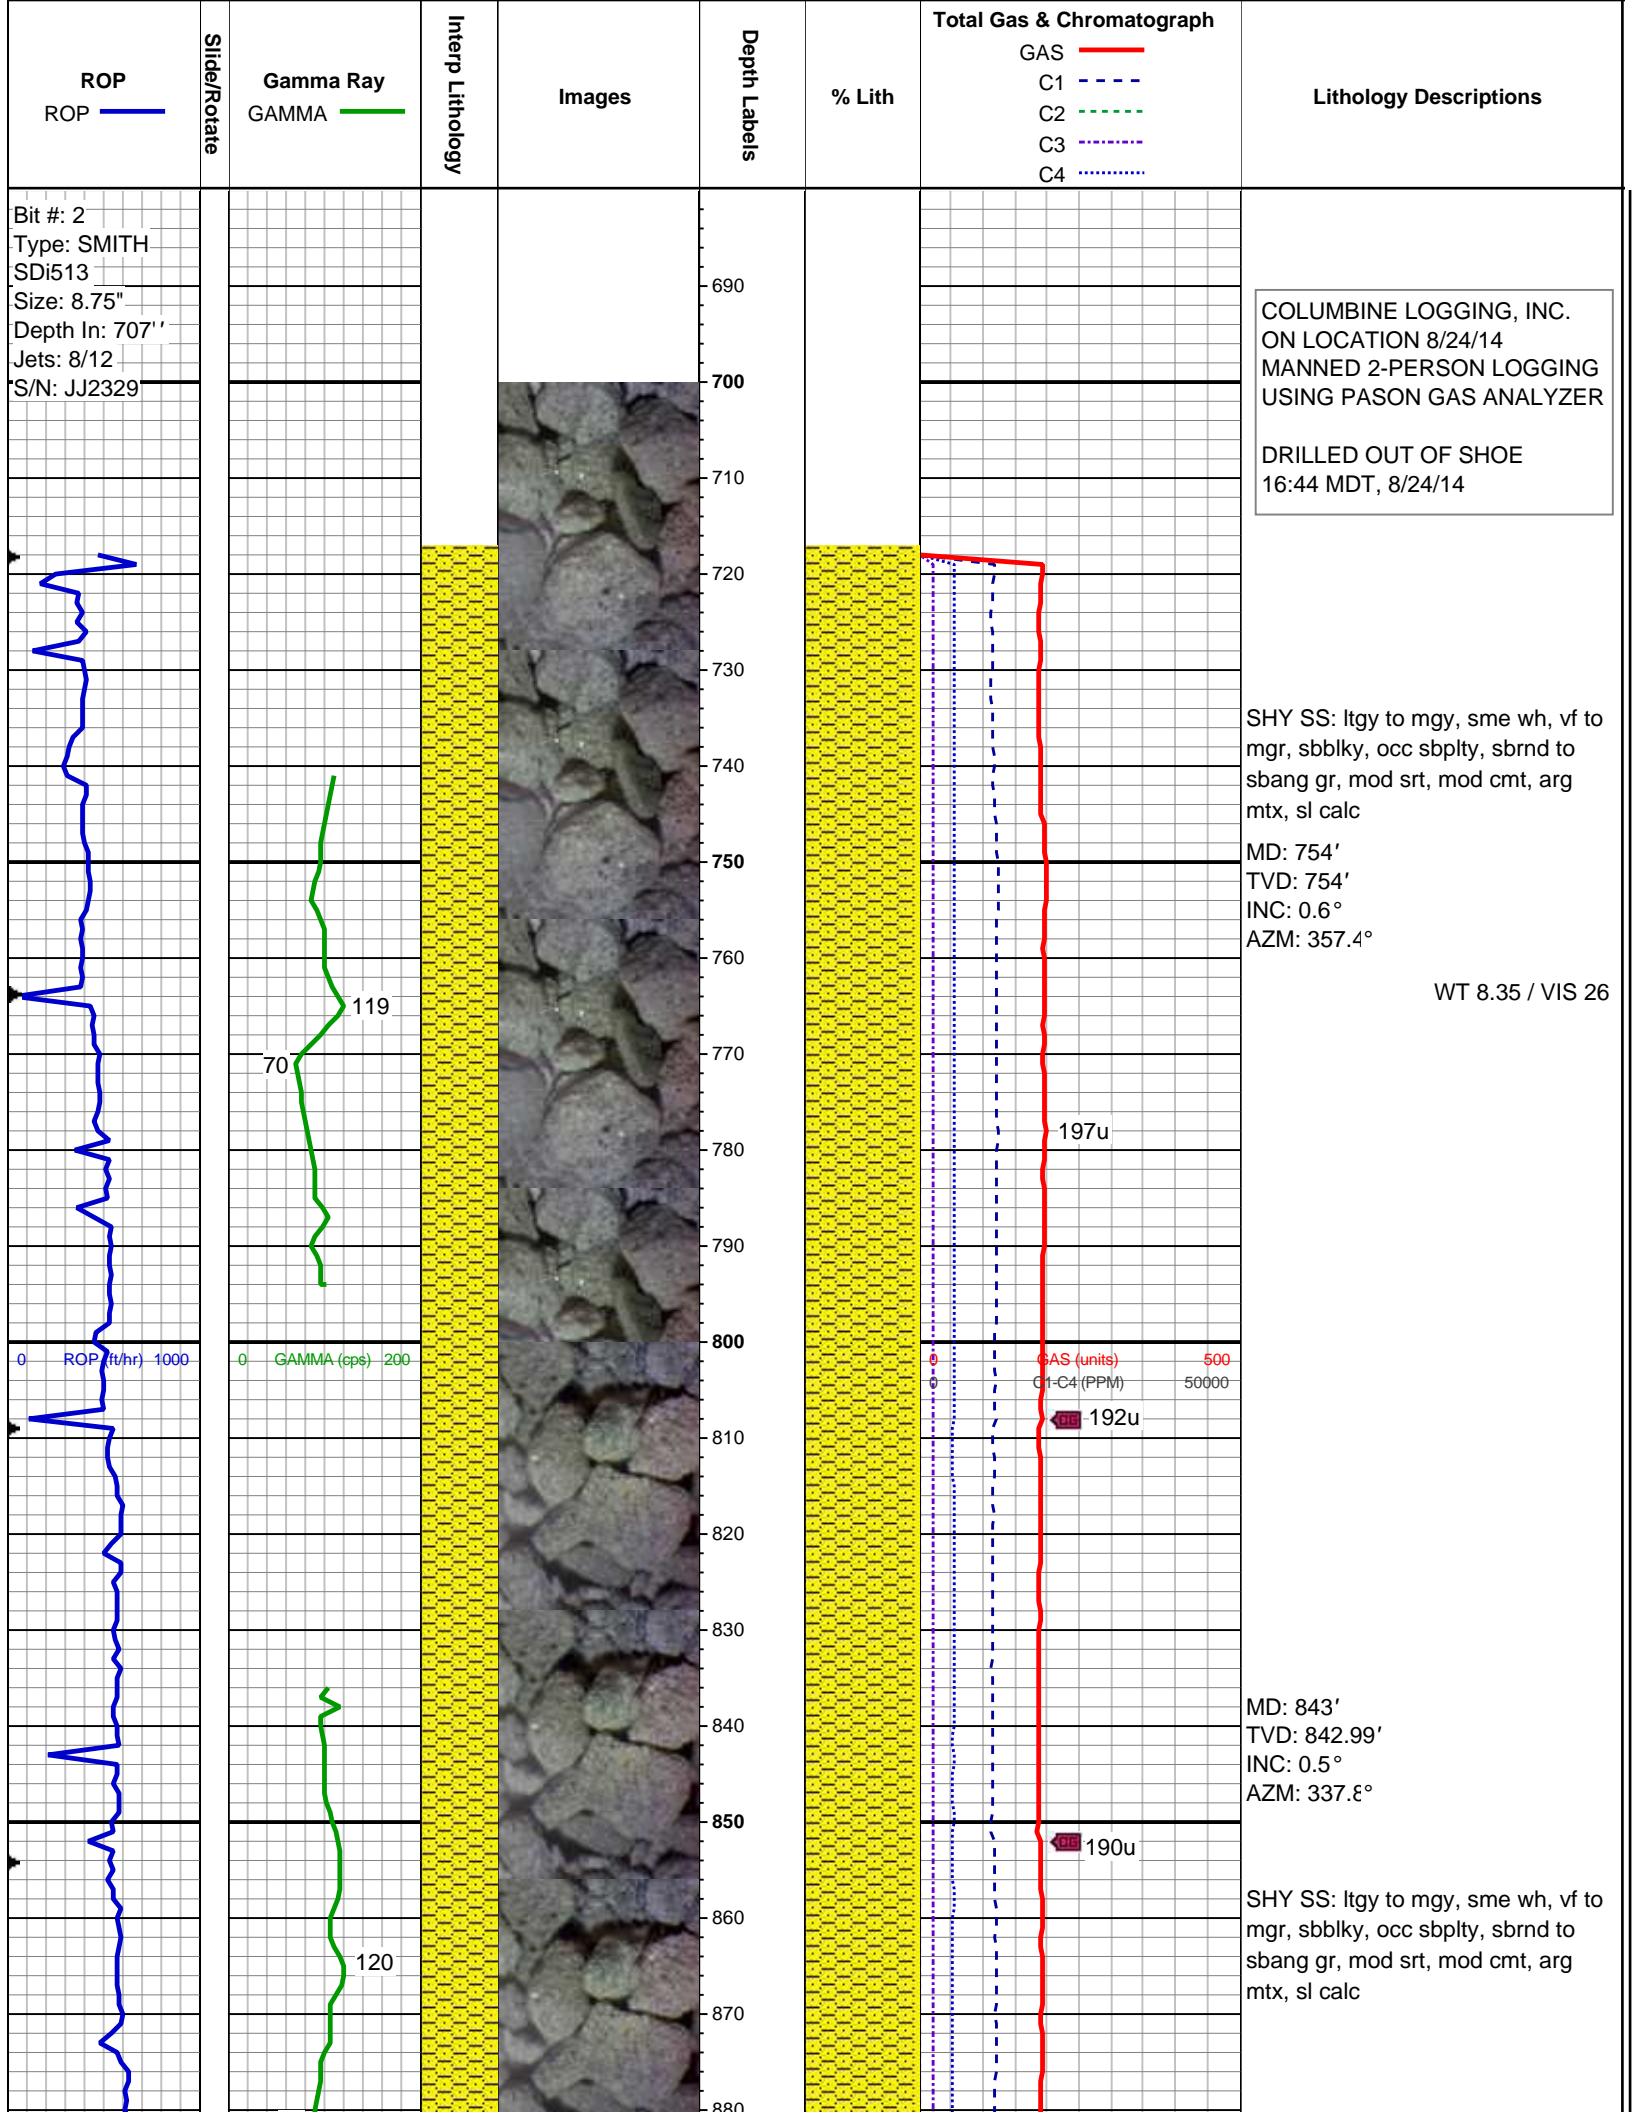 ROP
ROP
Slide/Rotate
Gamma Ray
GAMMA
Interp Lithology
Images
Depth Labels
% Lith
Total Gas & Chromatograph
GAS
C1
C2
C3
C4
Lithology Descriptions
Bit #: 2
Type: SMITH
SDi513
Size: 8.75"
Depth In: 707''
Jets: 8/12
S/N: JJ2329
690
700
710
720
730
740
750
760
770
780
790
800
810
820
830
840
850
860
870
880
COLUMBINE LOGGING, INC.
ON LOCATION 8/24/14
MANNED 2-PERSON LOGGING
USING PASON GAS ANALYZER
DRILLED OUT OF SHOE
16:44 MDT, 8/24/14
SHY SS: ltgy to mgy, sme wh, vf to
mgr, sbblky, occ sbplty, sbrnd to
sbang gr, mod srt, mod cmt, arg
mtx, sl calc
MD: 754'
TVD: 754'
INC: 0.6°
AZM: 357.4°
WT 8.35 / VIS 26
119
70
197u
0 ROP (ft/hr) 1000
0 GAMMA (cps) 200
0 GAS (units) 500
0 C1-C4 (PPM) 50000
CG 192u
MD: 843'
TVD: 842.99'
INC: 0.5°
AZM: 337.8°
CG 190u
SHY SS: ltgy to mgy, sme wh, vf to
mgr, sbblky, occ sbplty, sbrnd to
sbang gr, mod srt, mod cmt, arg
mtx, sl calc
120